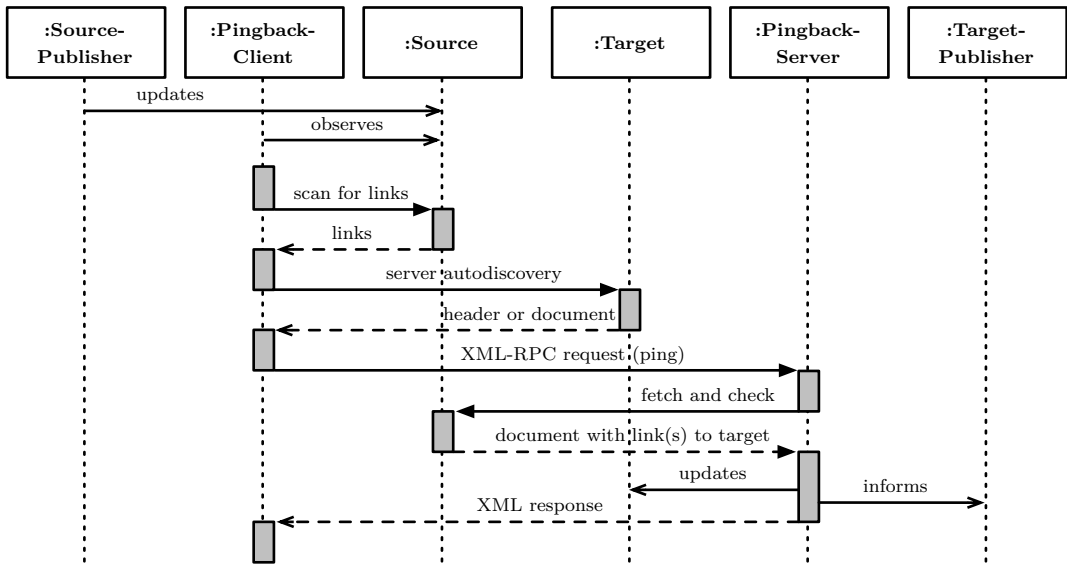 :Source-
Publisher
:Pingback-
Client
:Source
:Target
:Pingback-
Server
:Target-
Publisher
updates
observes
scan for links
links
server autodiscovery
header or document
XML-RPC request (ping)
fetch and check
document with link(s) to target
updates
informs
XML response